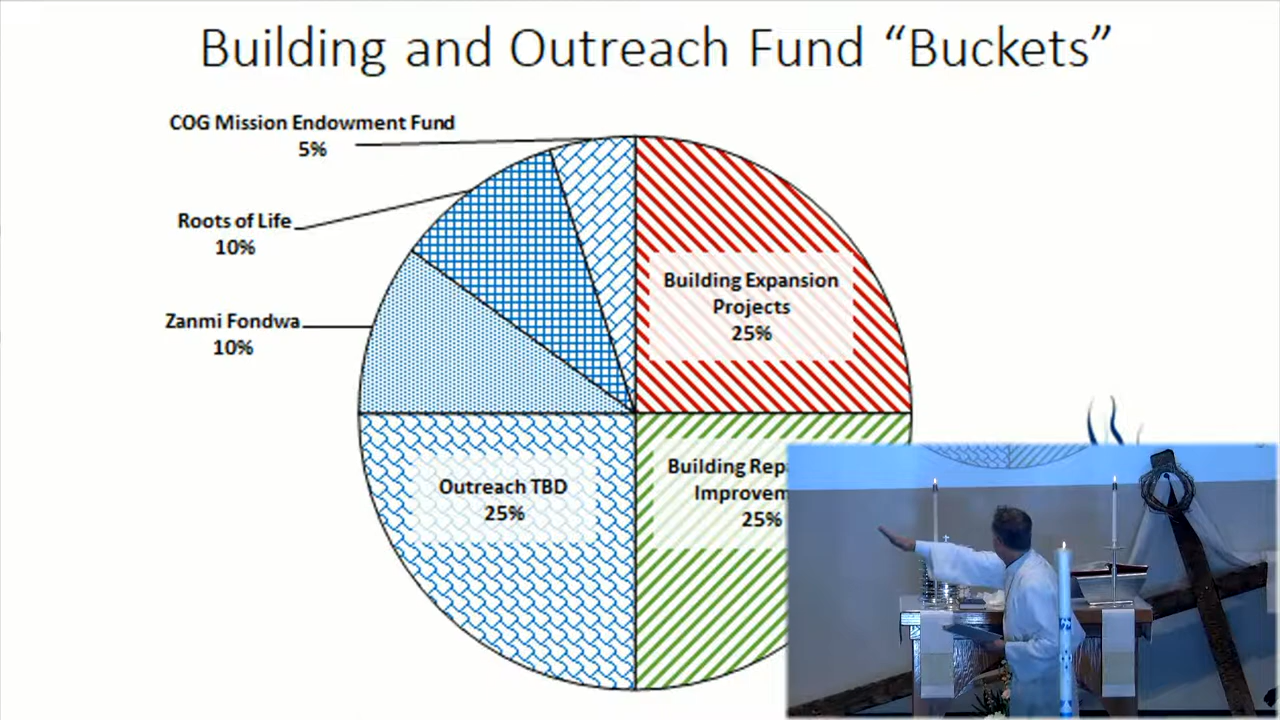 Building and Outreach Fund “Buckets”
COG Mission Endowment Fund
5%
Roots of Life
10%
Zanmi Fondwa
10%
Building Expansion
Projects
25%
Outreach TBD
25%
Building
25%